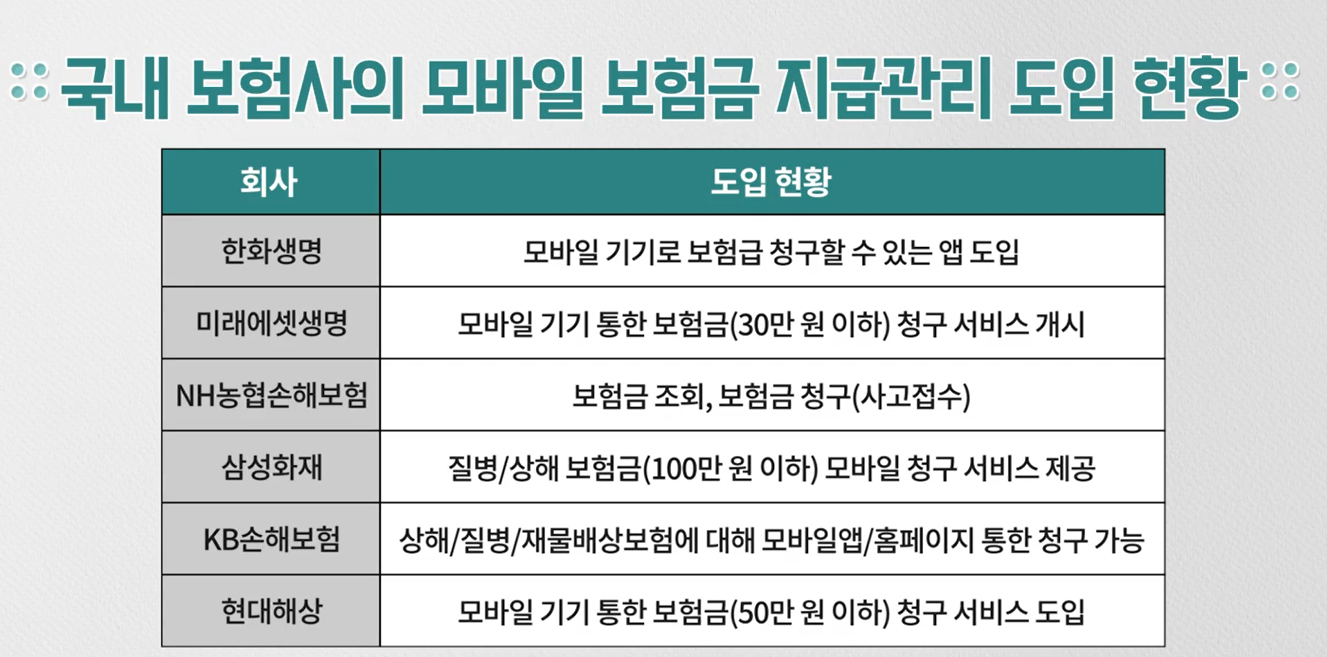 국내 보험사의 모바일 보험금 지급관리 도입 현황
회사 도입 현황
한화생명 모바일 기기로 보험급 청구할 수 있는 앱 도입
미래에셋생명 모바일 기기 통한 보험금(30만 원 이하) 청구 서비스 개시
NH농협손해보험 보험금 조회, 보험금 청구(사고접수)
삼성화재 질병/상해 보험금(100만 원 이하) 모바일 청구 서비스 제공
KB손해보험 상해/질병/재물배상보험에 대해 모바일앱/홈페이지 통한 청구 가능
현대해상 모바일 기기 통한 보험금(50만 원 이하) 청구 서비스 도입